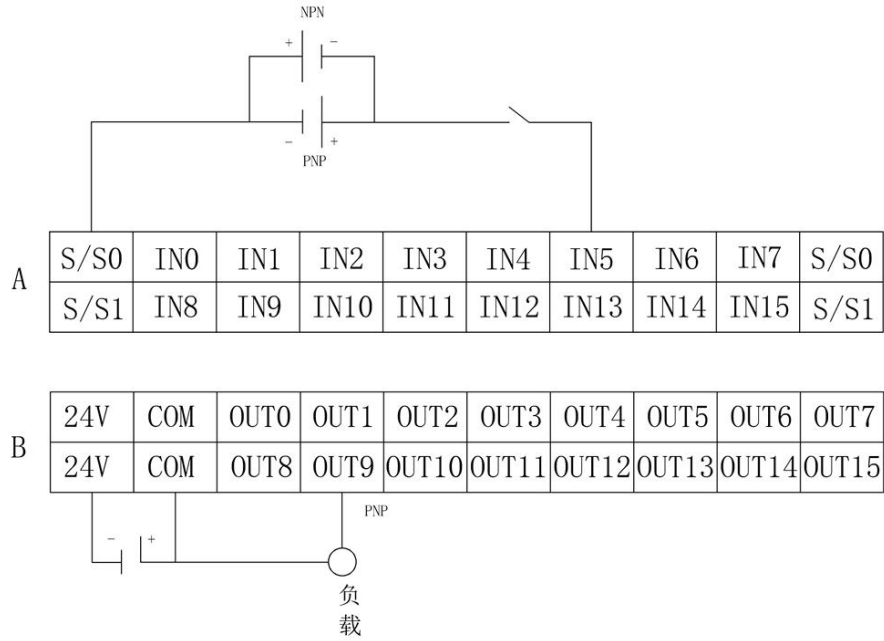 NPN
+ -
- +
PNP
A
S/S0 IN0 IN1 IN2 IN3 IN4 IN5 IN6 IN7 S/S0
S/S1 IN8 IN9 IN10 IN11 IN12 IN13 IN14 IN15 S/S1
B
24V COM OUT0 OUT1 OUT2 OUT3 OUT4 OUT5 OUT6 OUT7
24V COM OUT8 OUT9 OUT10 OUT11 OUT12 OUT13 OUT14 OUT15
PNP
- +
负
载